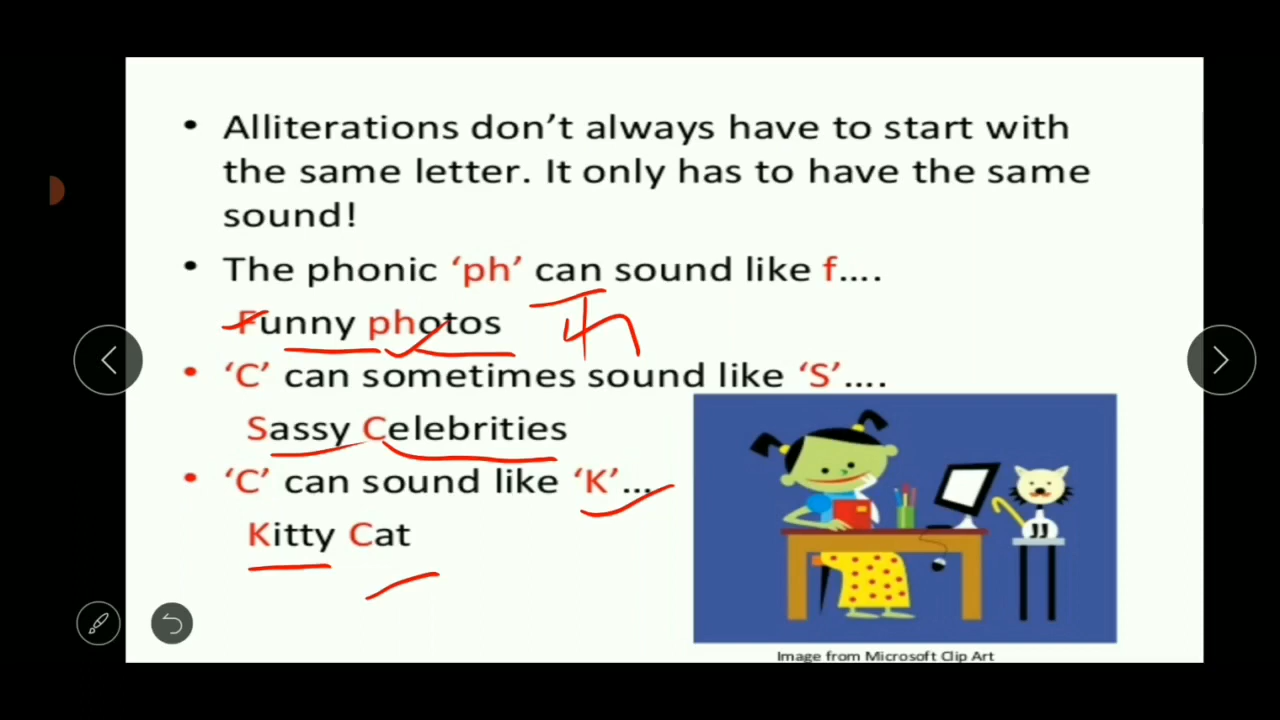 • Alliterations don't always have to start with
the same letter. It only has to have the same
sound!
• The phonic 'ph' can sound like f....
Funny photos
• 'C' can sometimes sound like 'S'....
Sassy Celebrities
• 'C' can sound like 'K'...
Kitty Cat
Image from Microsoft Clip Art